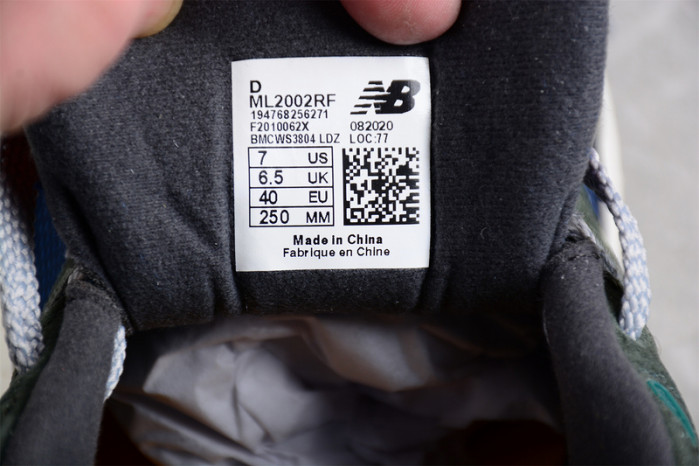 D
ML2002RF
NB
194768256271
F2010062X 082020
BMCWS3804 LDZ LOC:77
7 US
6.5 UK
40 EU
250 MM
Made in China
Fabrique en Chine